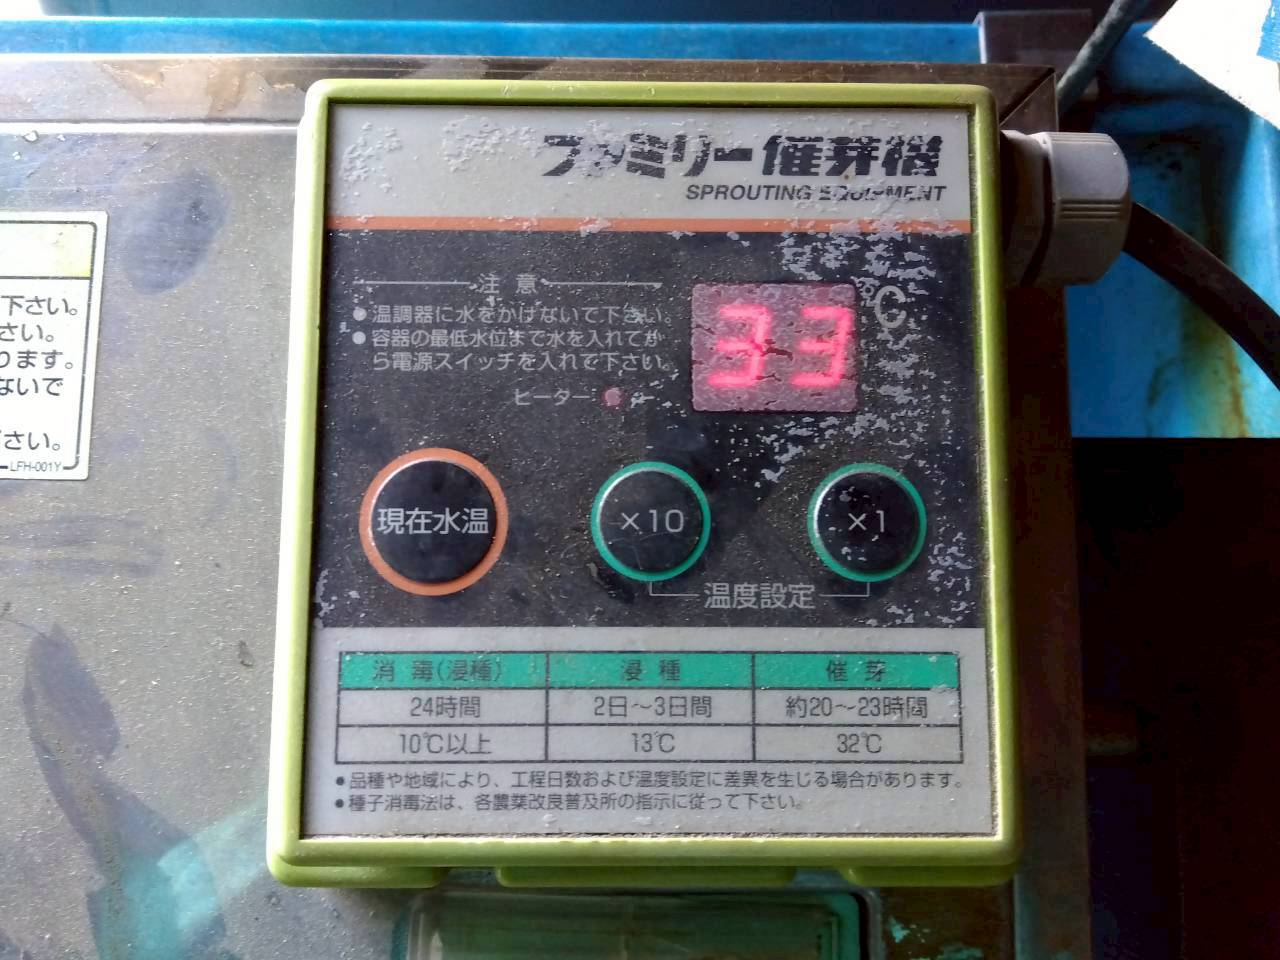 ファミリー催芽機
SPROUTING EQUIPMENT
注意
●温調器に水をかけないで下さい。
●容器の最低水位まで水を入れてか
ら電源スイッチを入れて下さい。
ヒーター
33
℃
現在水温
×10
×1
温度設定
消毒(浸種) 浸種 催芽
24時間 2日〜3日間 約20〜23時間
10℃以上 13℃ 32℃
●品種や地域により、工程日数および温度設定に差異を生じる場合があります。
●種子消毒法は、各農業改良普及所の指示に従って下さい。
下さい。
さい。
ります。
ないで
さい。
LFH-001Y